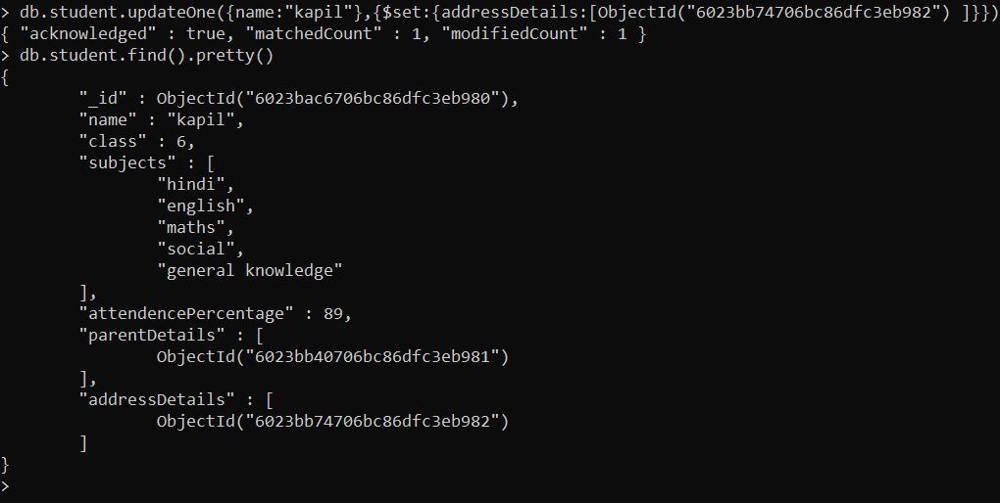 > db.student.updateOne({name:"kapil"},{$set:{addressDetails:[ObjectId("6023bb74706bc86dfc3eb982") ]}})
{ "acknowledged" : true, "matchedCount" : 1, "modifiedCount" : 1 }
> db.student.find().pretty()
{
        "_id" : ObjectId("6023bac6706bc86dfc3eb980"),
        "name" : "kapil",
        "class" : 6,
        "subjects" : [
                "hindi",
                "english",
                "maths",
                "social",
                "general knowledge"
        ],
        "attendencePercentage" : 89,
        "parentDetails" : [
                ObjectId("6023bb40706bc86dfc3eb981")
        ],
        "addressDetails" : [
                ObjectId("6023bb74706bc86dfc3eb982")
        ]
}
>